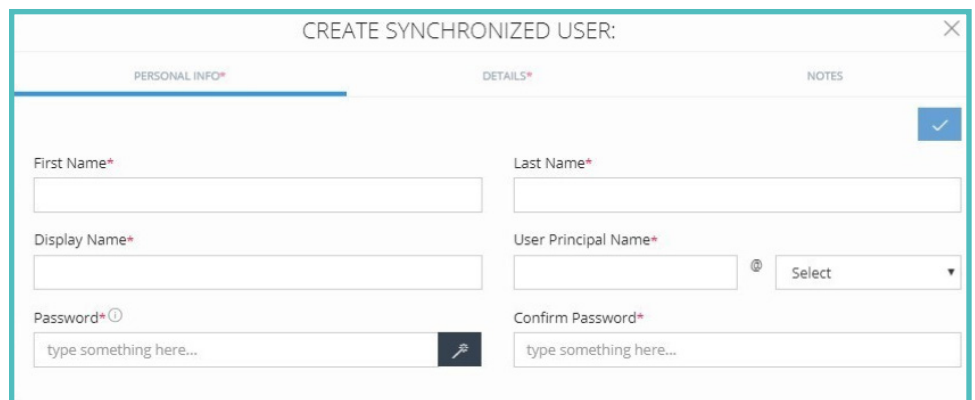 CREATE SYNCHRONIZED USER:
PERSONAL INFO* DETAILS* NOTES
First Name* Last Name*
Display Name* User Principal Name*
@ Select
Password* Confirm Password*
type something here... type something here...